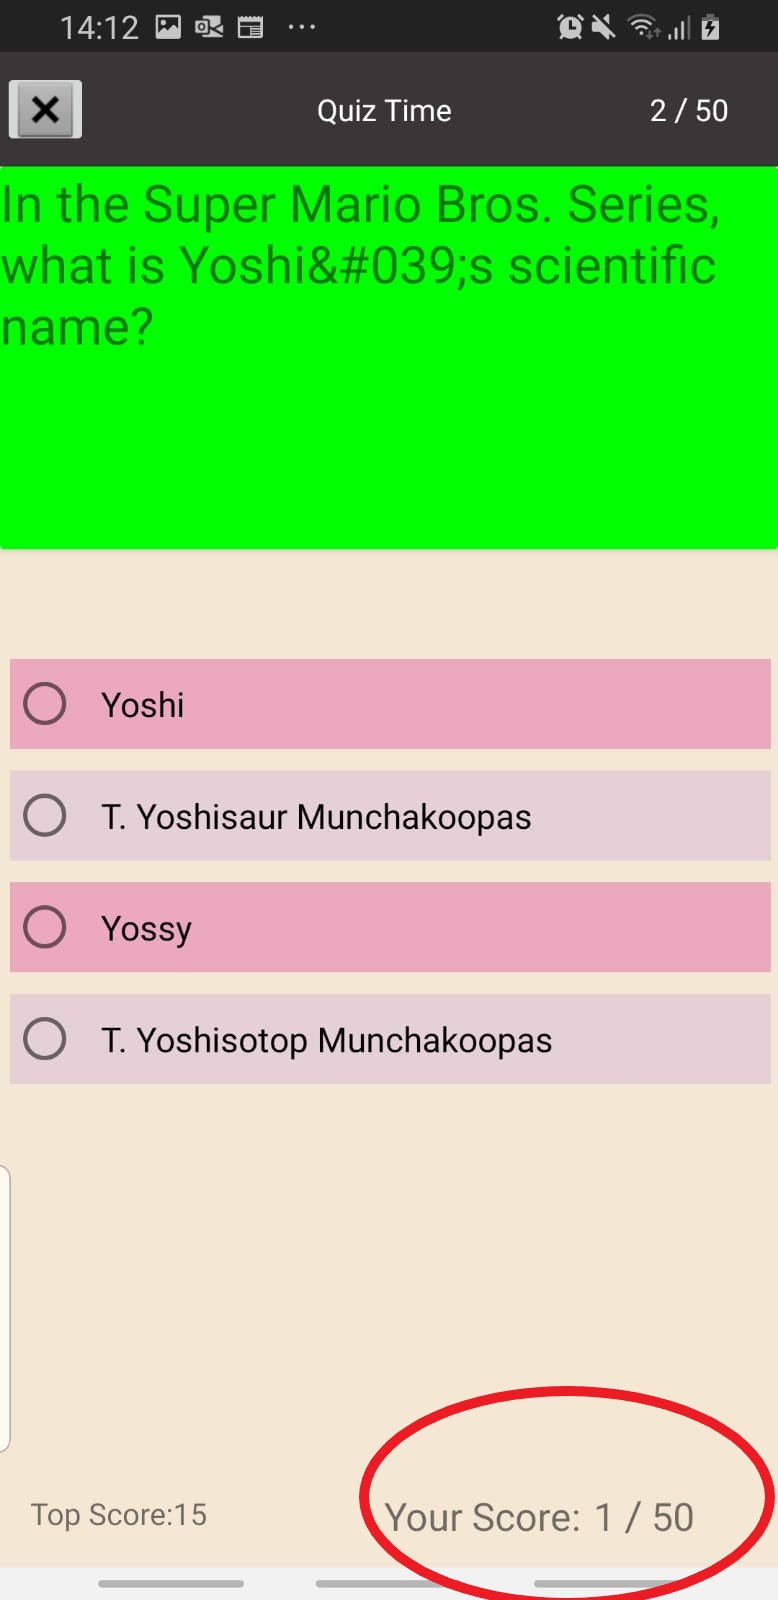 14:12
Quiz Time 2 / 50
In the Super Mario Bros. Series,
what is Yoshi&#039;s scientific
name?
Yoshi
T. Yoshisaur Munchakoopas
Yossy
T. Yoshisotop Munchakoopas
Top Score:15 Your Score: 1 / 50